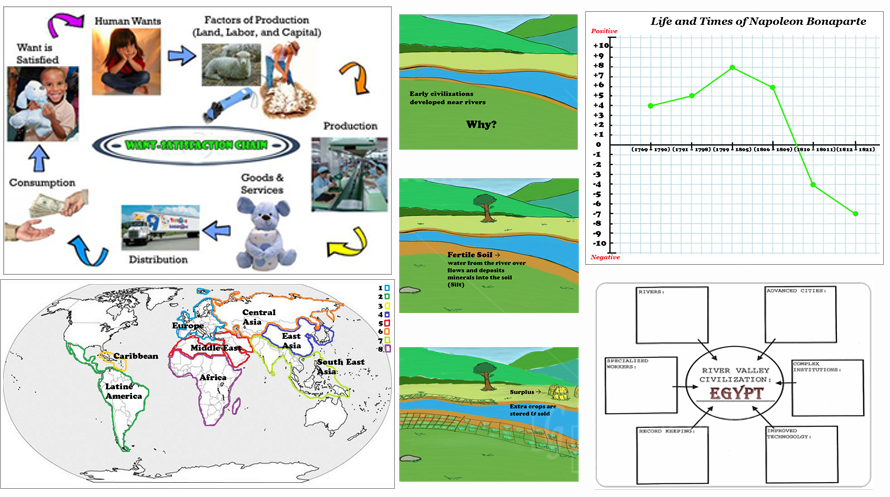 Human Wants
Factors of Production
(Land, Labor, and Capital)
Want is
Satisfied
Production
WANT-SATISFACTION CHAIN
Consumption
Goods &
Services
Distribution
Early civilizations
developed near rivers
Why?
Fertile Soil →
water from the river over
flows and deposits
minerals into the soil
(Silt)
Surplus →
Extra crops are
stored & sold
Life and Times of Napoleon Bonaparte
Positive
+10
+9
+8
+7
+6
+5
+4
+3
+2
+1
0
-1
-2
-3
-4
-5
-6
-7
-8
-9
-10
Negative
(1769 - 1790) (1791 - 1798) (1799 - 1805) (1806 - 1809) (1810 - 18011) (1812 - 1821)
1
2
3
4
5
6
7
8
Europe
Central
Asia
East
Asia
Middle East
Caribbean
South East
Asia
Africa
Latin
America
RIVERS:
ADVANCED CITIES:
SPECIALIZED
WORKERS:
COMPLEX
INSTITUTIONS:
RIVER VALLEY
CIVILIZATION:
EGYPT
RECORD KEEPING:
IMPROVED
TECHNOGOLGY: